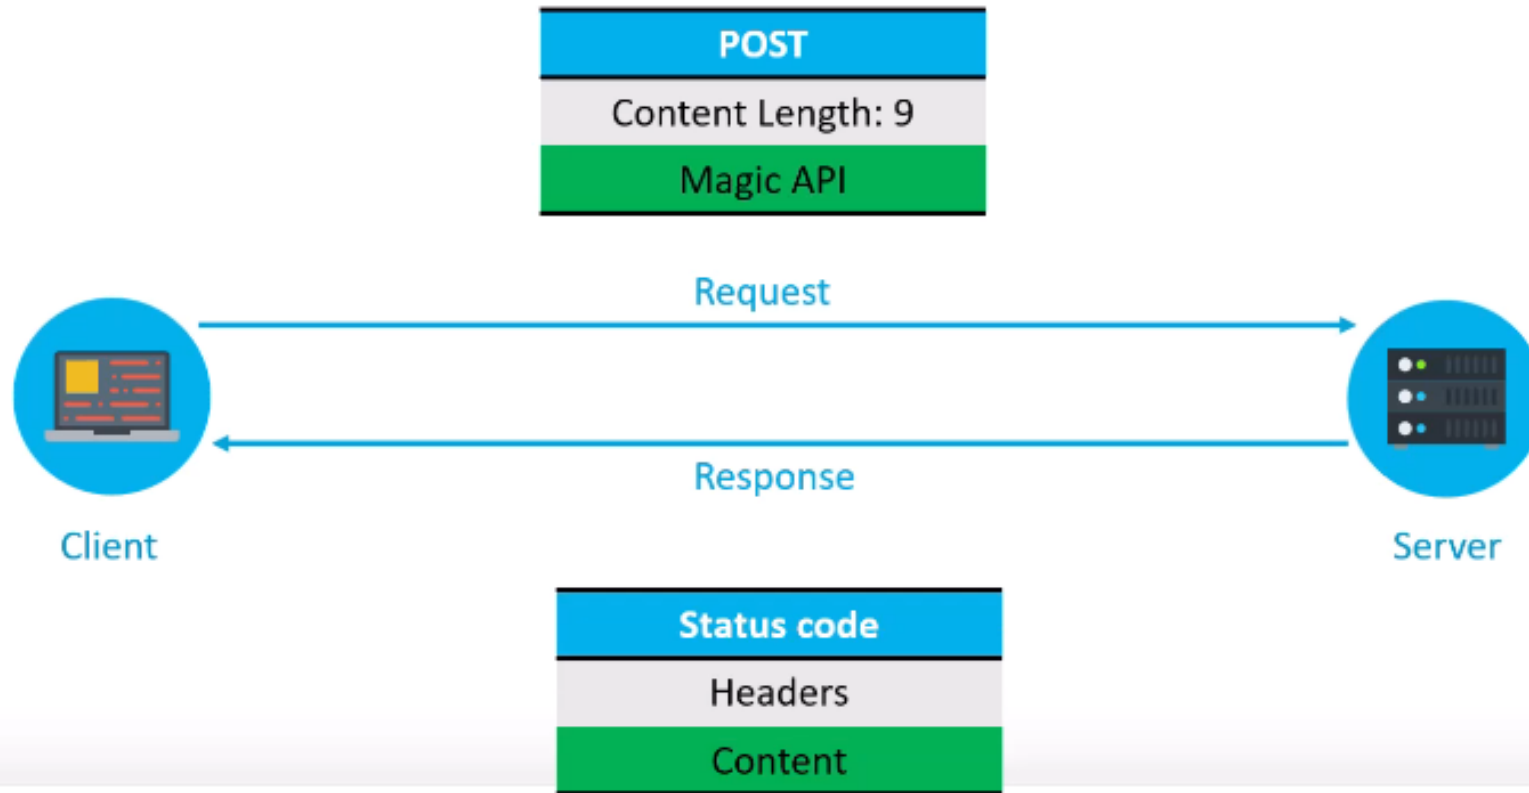 POST
Content Length: 9
Magic API
Request
Response
Client
Server
Status code
Headers
Content